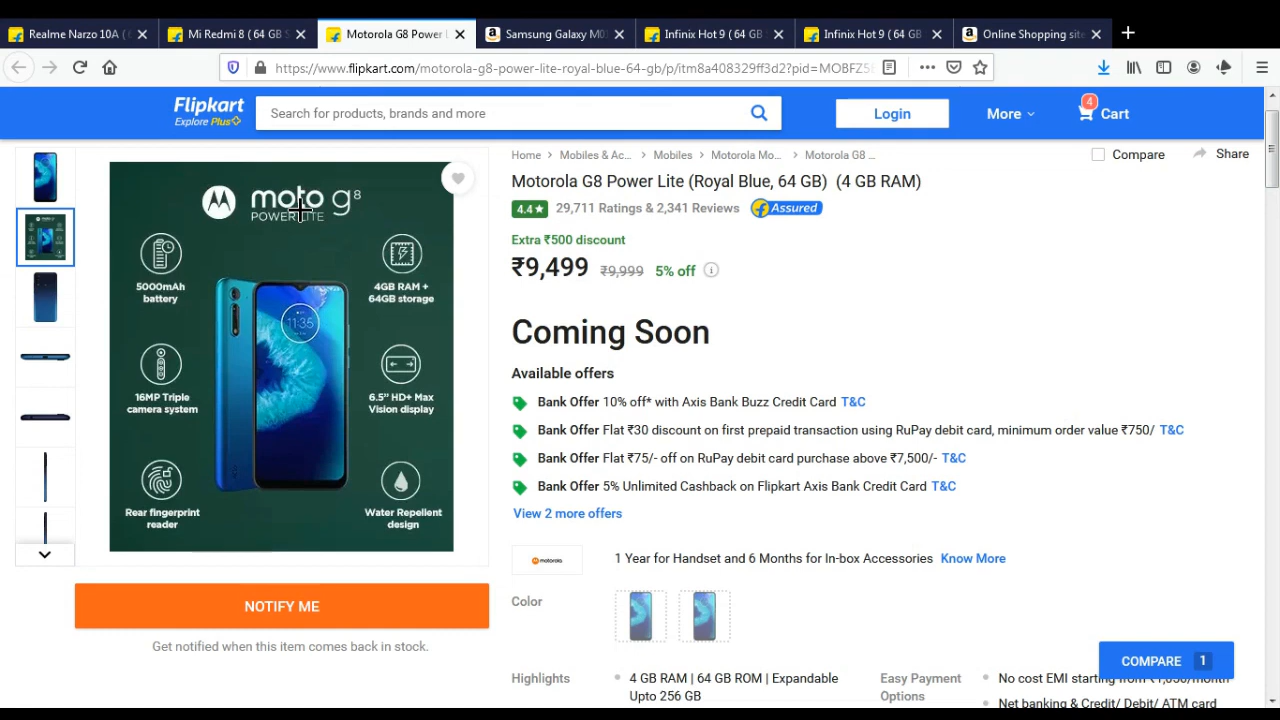 Realme Narzo 10A (
Mi Redmi 8 ( 64 GB S
Motorola G8 Power L
Samsung Galaxy M0
Infinix Hot 9 ( 64 GB
Infinix Hot 9 ( 64 GB
Online Shopping site
https://www.flipkart.com/motorola-g8-power-lite-royal-blue-64-gb/p/itm8a408329ff3d2?pid=MOBFZ5
Flipkart
Explore Plus
Search for products, brands and more
Login
More
4
Cart
Home
Mobiles & Ac...
Mobiles
Motorola Mo...
Motorola G8 ...
Compare
Share
Motorola G8 Power Lite (Royal Blue, 64 GB) (4 GB RAM)
4.4★ 29,711 Ratings & 2,341 Reviews Assured
Extra ₹500 discount
₹9,499 ₹9,999 5% off
Coming Soon
Available offers
Bank Offer 10% off* with Axis Bank Buzz Credit Card T&C
Bank Offer Flat ₹30 discount on first prepaid transaction using RuPay debit card, minimum order value ₹750/ T&C
Bank Offer Flat ₹75/- off on RuPay debit card purchase above ₹7,500/- T&C
Bank Offer 5% Unlimited Cashback on Flipkart Axis Bank Credit Card T&C
View 2 more offers
motorola
1 Year for Handset and 6 Months for In-box Accessories Know More
Color
COMPARE 1
Highlights
4 GB RAM | 64 GB ROM | Expandable
Upto 256 GB
Easy Payment
Options
No cost EMI starting from ₹1,056/month
Net banking & Credit/ Debit/ ATM card
moto g8
POWER LITE
5000mAh
battery
4GB RAM +
64GB storage
11:35
16MP Triple
camera system
6.5" HD+ Max
Vision display
Rear fingerprint
reader
Water Repellent
design
NOTIFY ME
Get notified when this item comes back in stock.